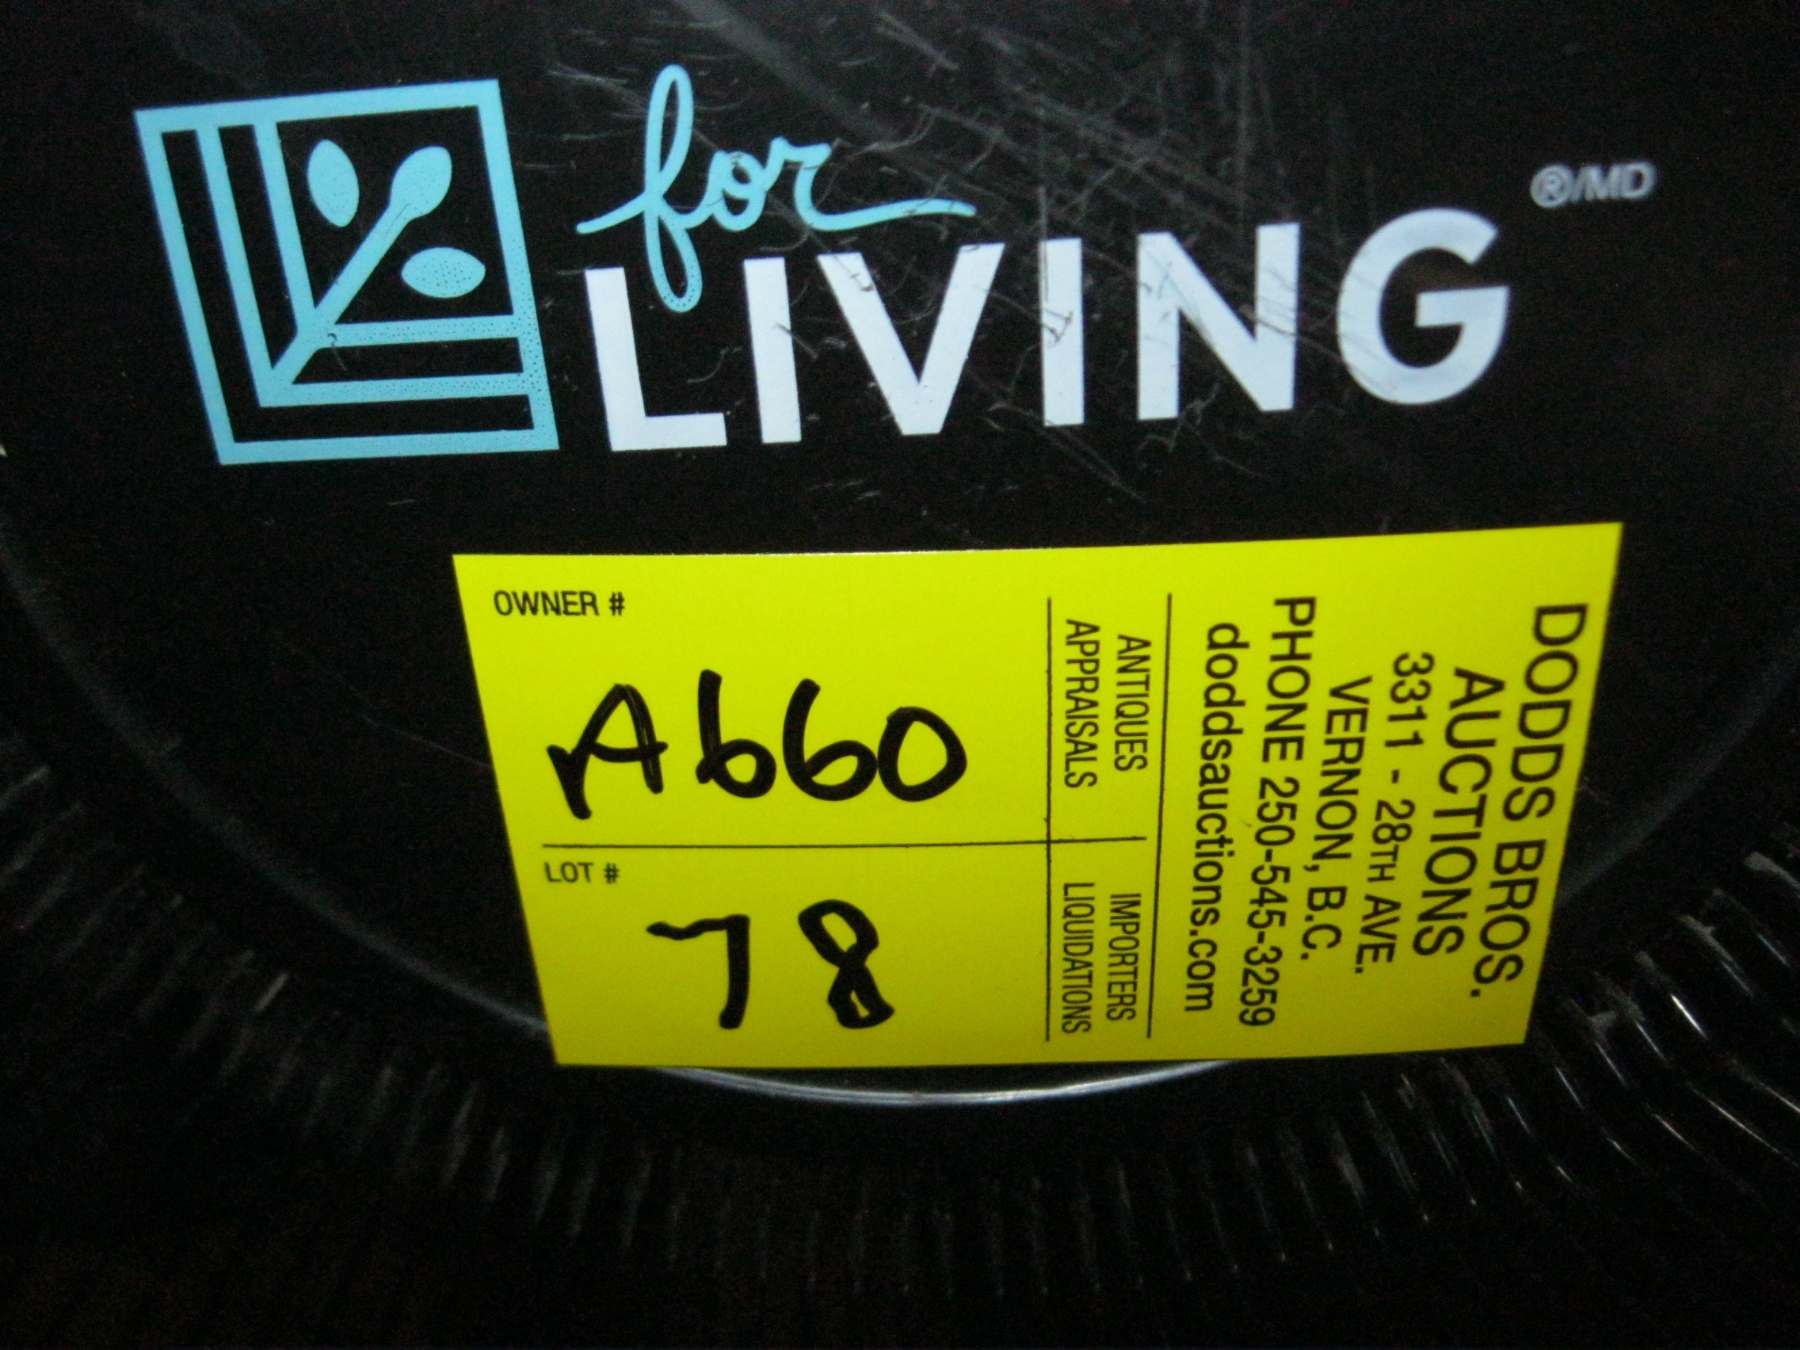 for
LIVING ®/MD
OWNER #
A660
LOT #
78
ANTIQUES
APPRAISALS
IMPORTERS
LIQUIDATIONS
DODDS BROS.
AUCTIONS
3311 - 28TH AVE.
VERNON, B.C.
PHONE 250-545-3259
doddsauctions.com